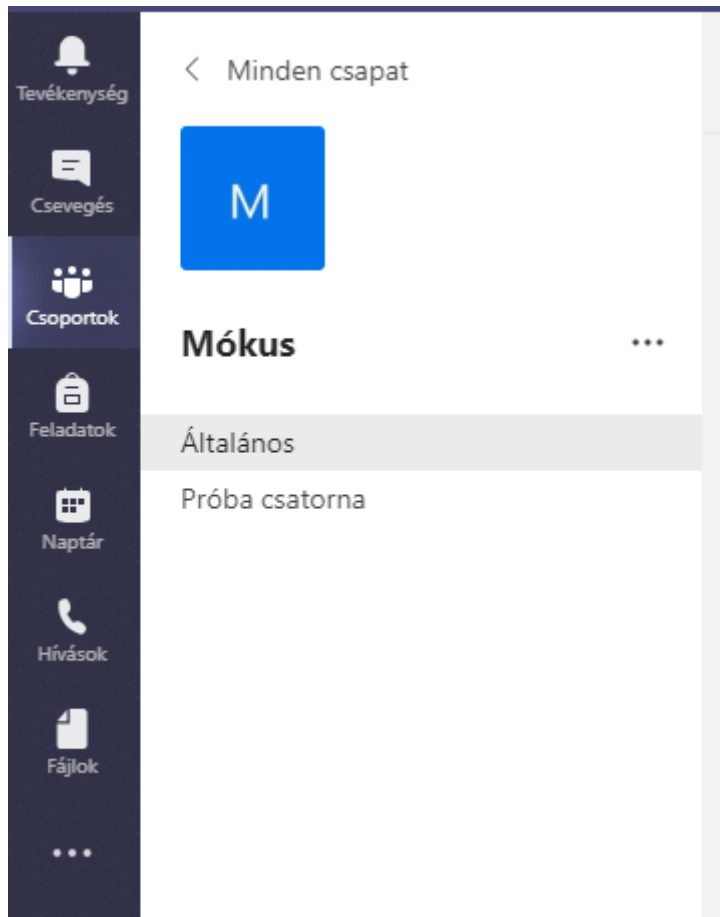 Tevékenység
Csevegés
Csoportok
Feladatok
Naptár
Hívások
Fájlok
Minden csapat
M
Mókus
Általános
Próba csatorna